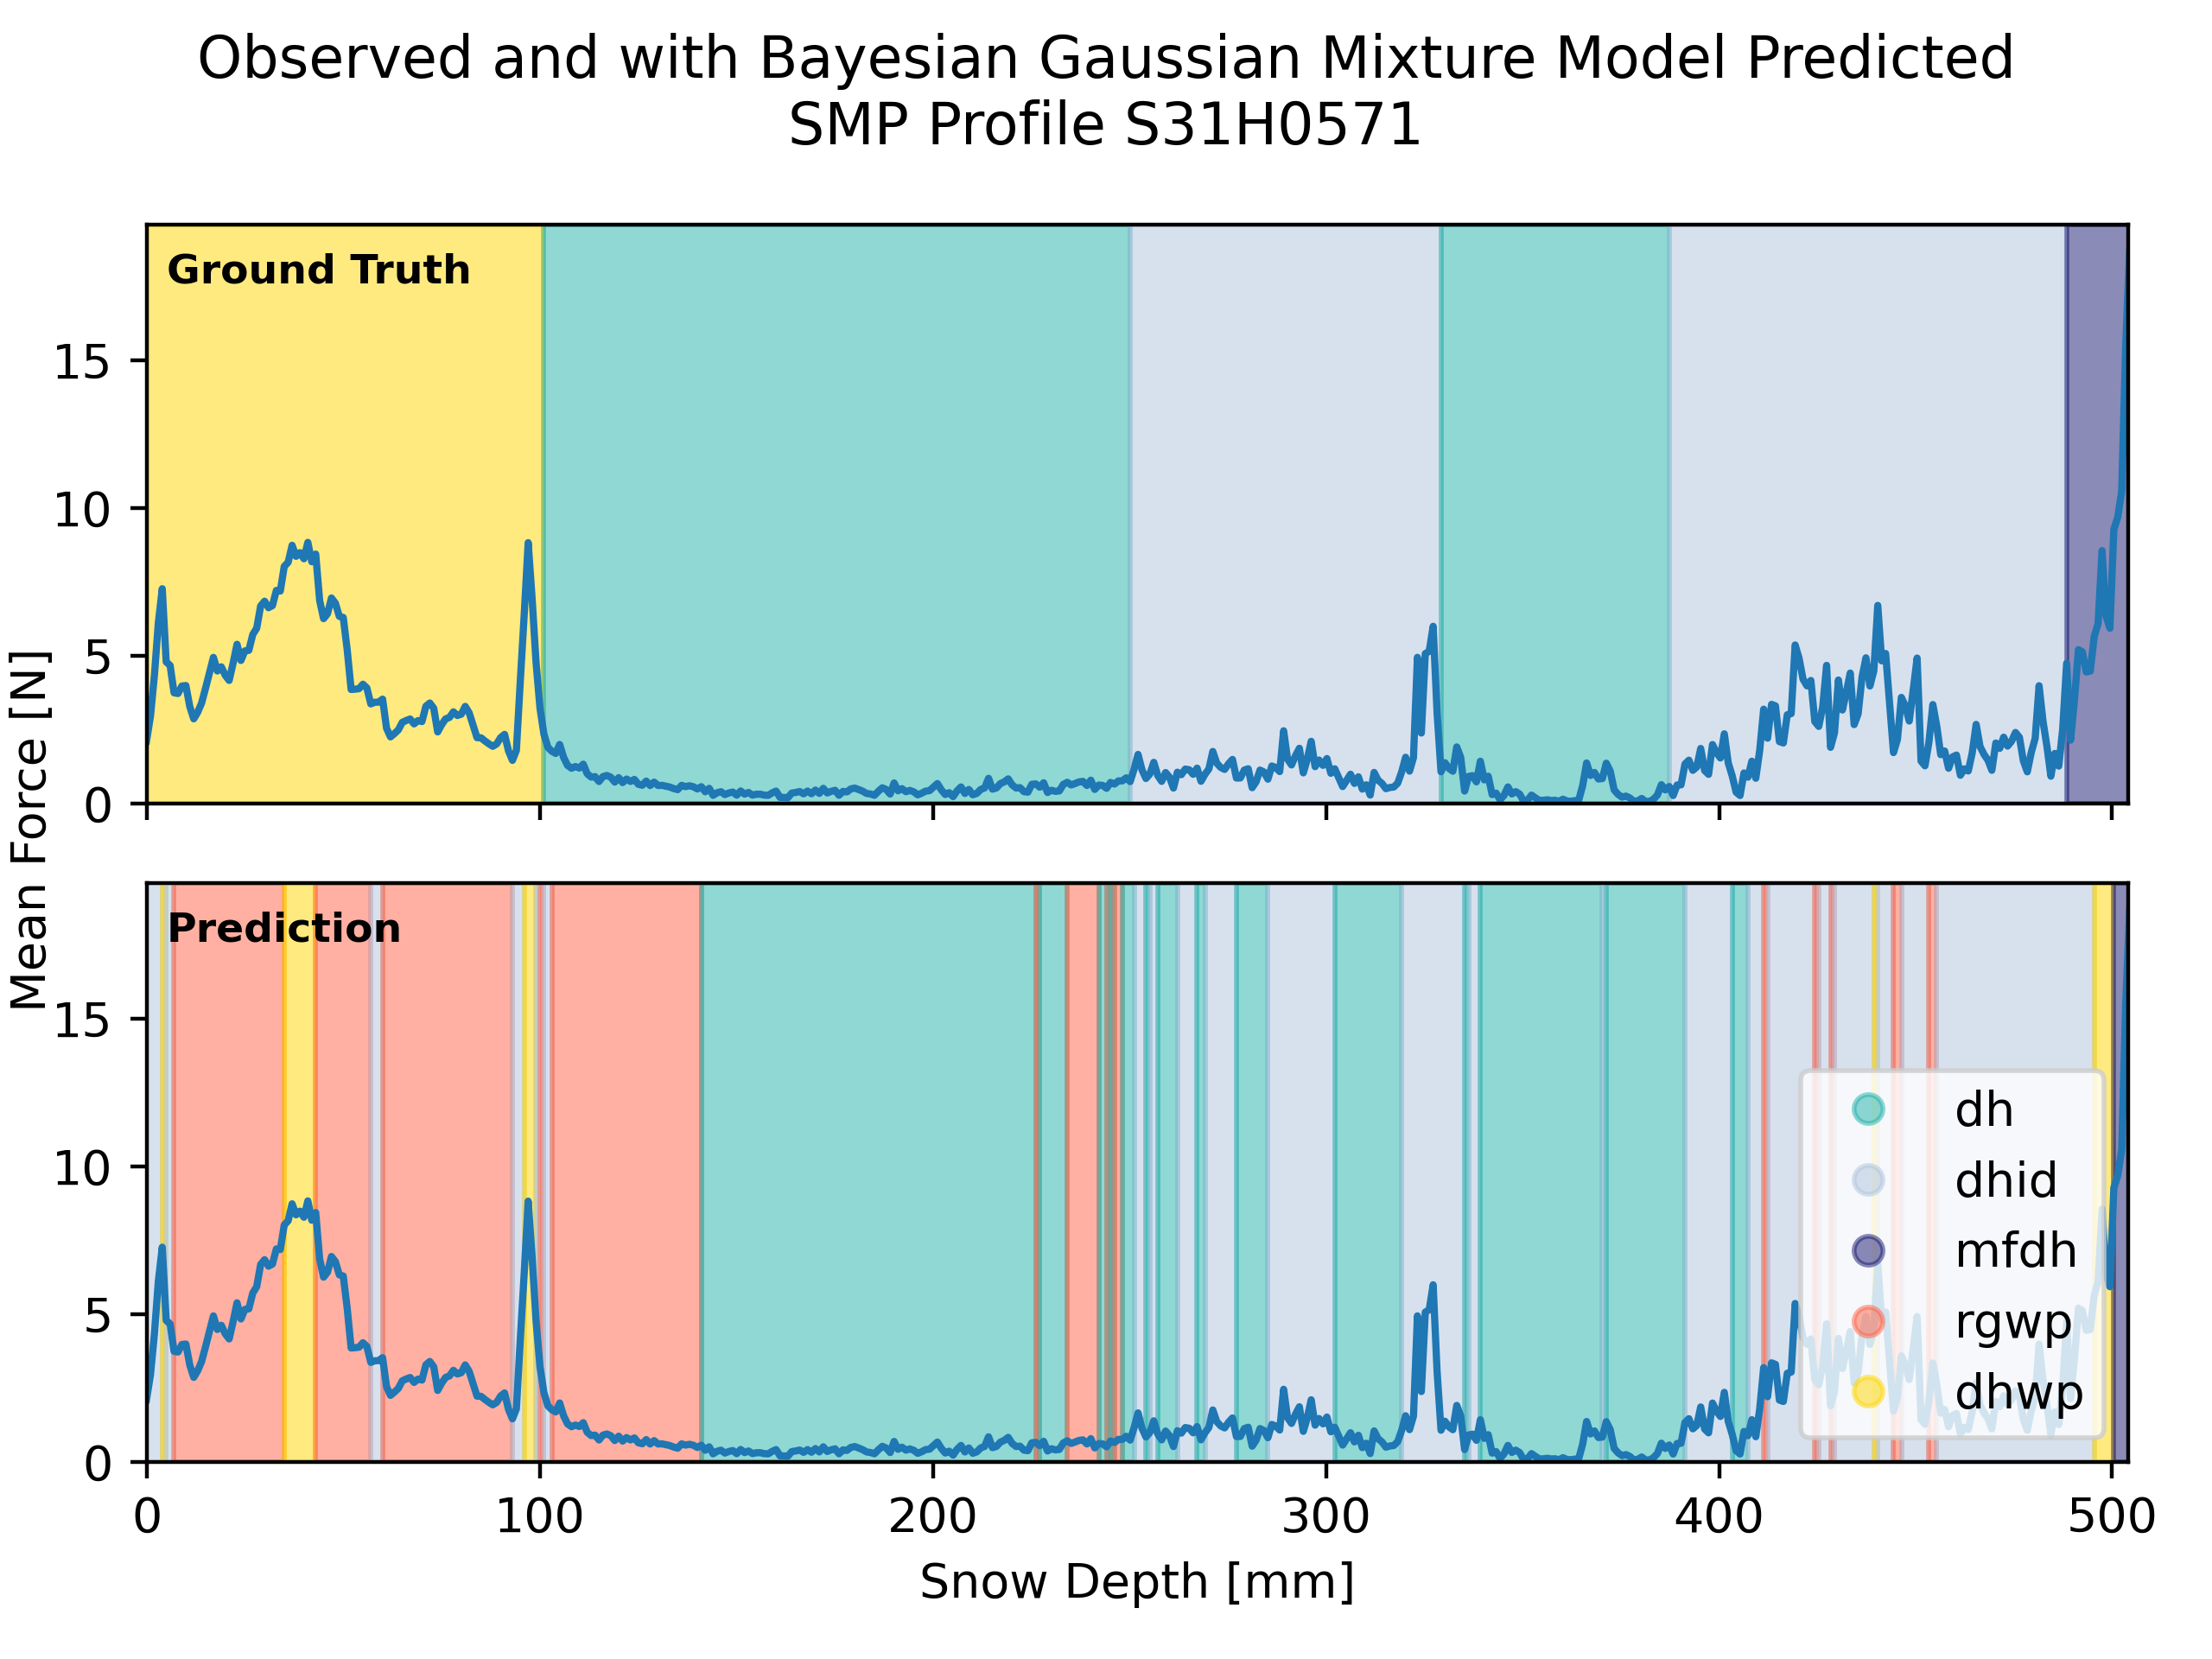 Observed and with Bayesian Gaussian Mixture Model Predicted
SMP Profile S31H0571
Ground Truth
15
10
5
0
Mean Force [N]
Prediction
15
10
5
0
dh
dhid
mfdh
rgwp
dhwp
0 100 200 300 400 500
Snow Depth [mm]